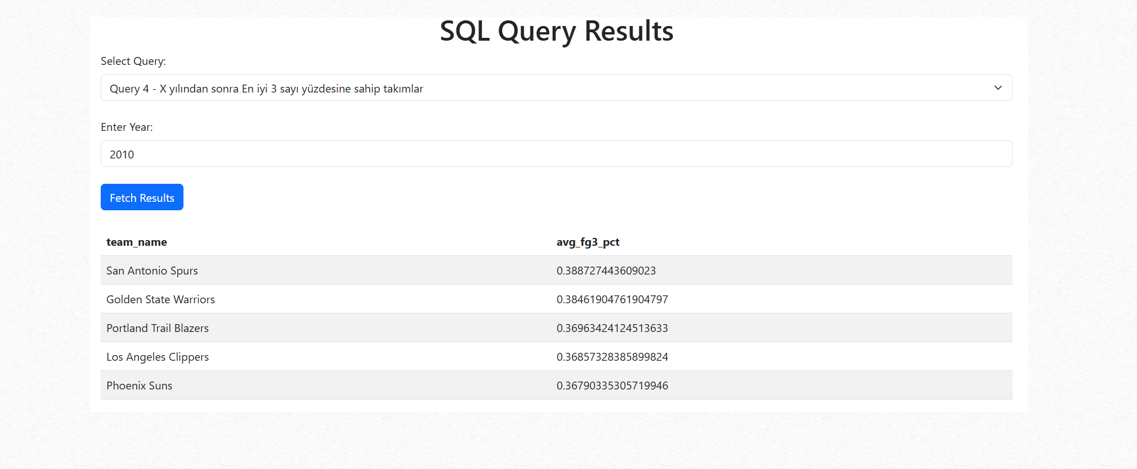 SQL Query Results
Select Query:
Query 4 - X yılından sonra En iyi 3 sayı yüzdesine sahip takımlar
Enter Year:
2010
Fetch Results
team_name avg_fg3_pct
San Antonio Spurs 0.388727443609023
Golden State Warriors 0.38461904761904797
Portland Trail Blazers 0.36963424124513633
Los Angeles Clippers 0.36857328385899824
Phoenix Suns 0.36790335305719946